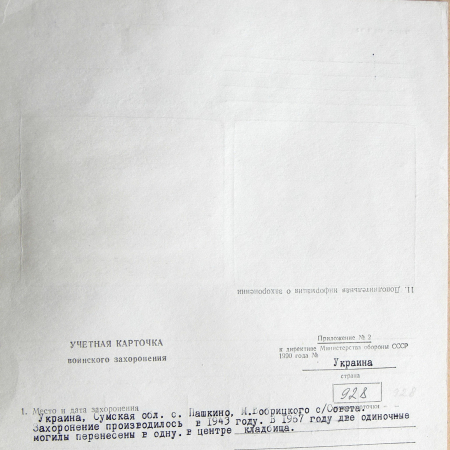 11. Дополнительная информация о захоронении
УЧЕТНАЯ КАРТОЧКА
воинского захоронения
Приложение № 2
к директиве Министерства обороны СССР
1990 года №
Украина
страна
928
1. Место и дата захоронения
Украина, Сумская обл. с. Пашкино, М.Бобрицкого с/Совета.
Захоронение производилось в 1943 году. В 1957 году две одиночные
могилы перенесены в одну. в центре кладбища.